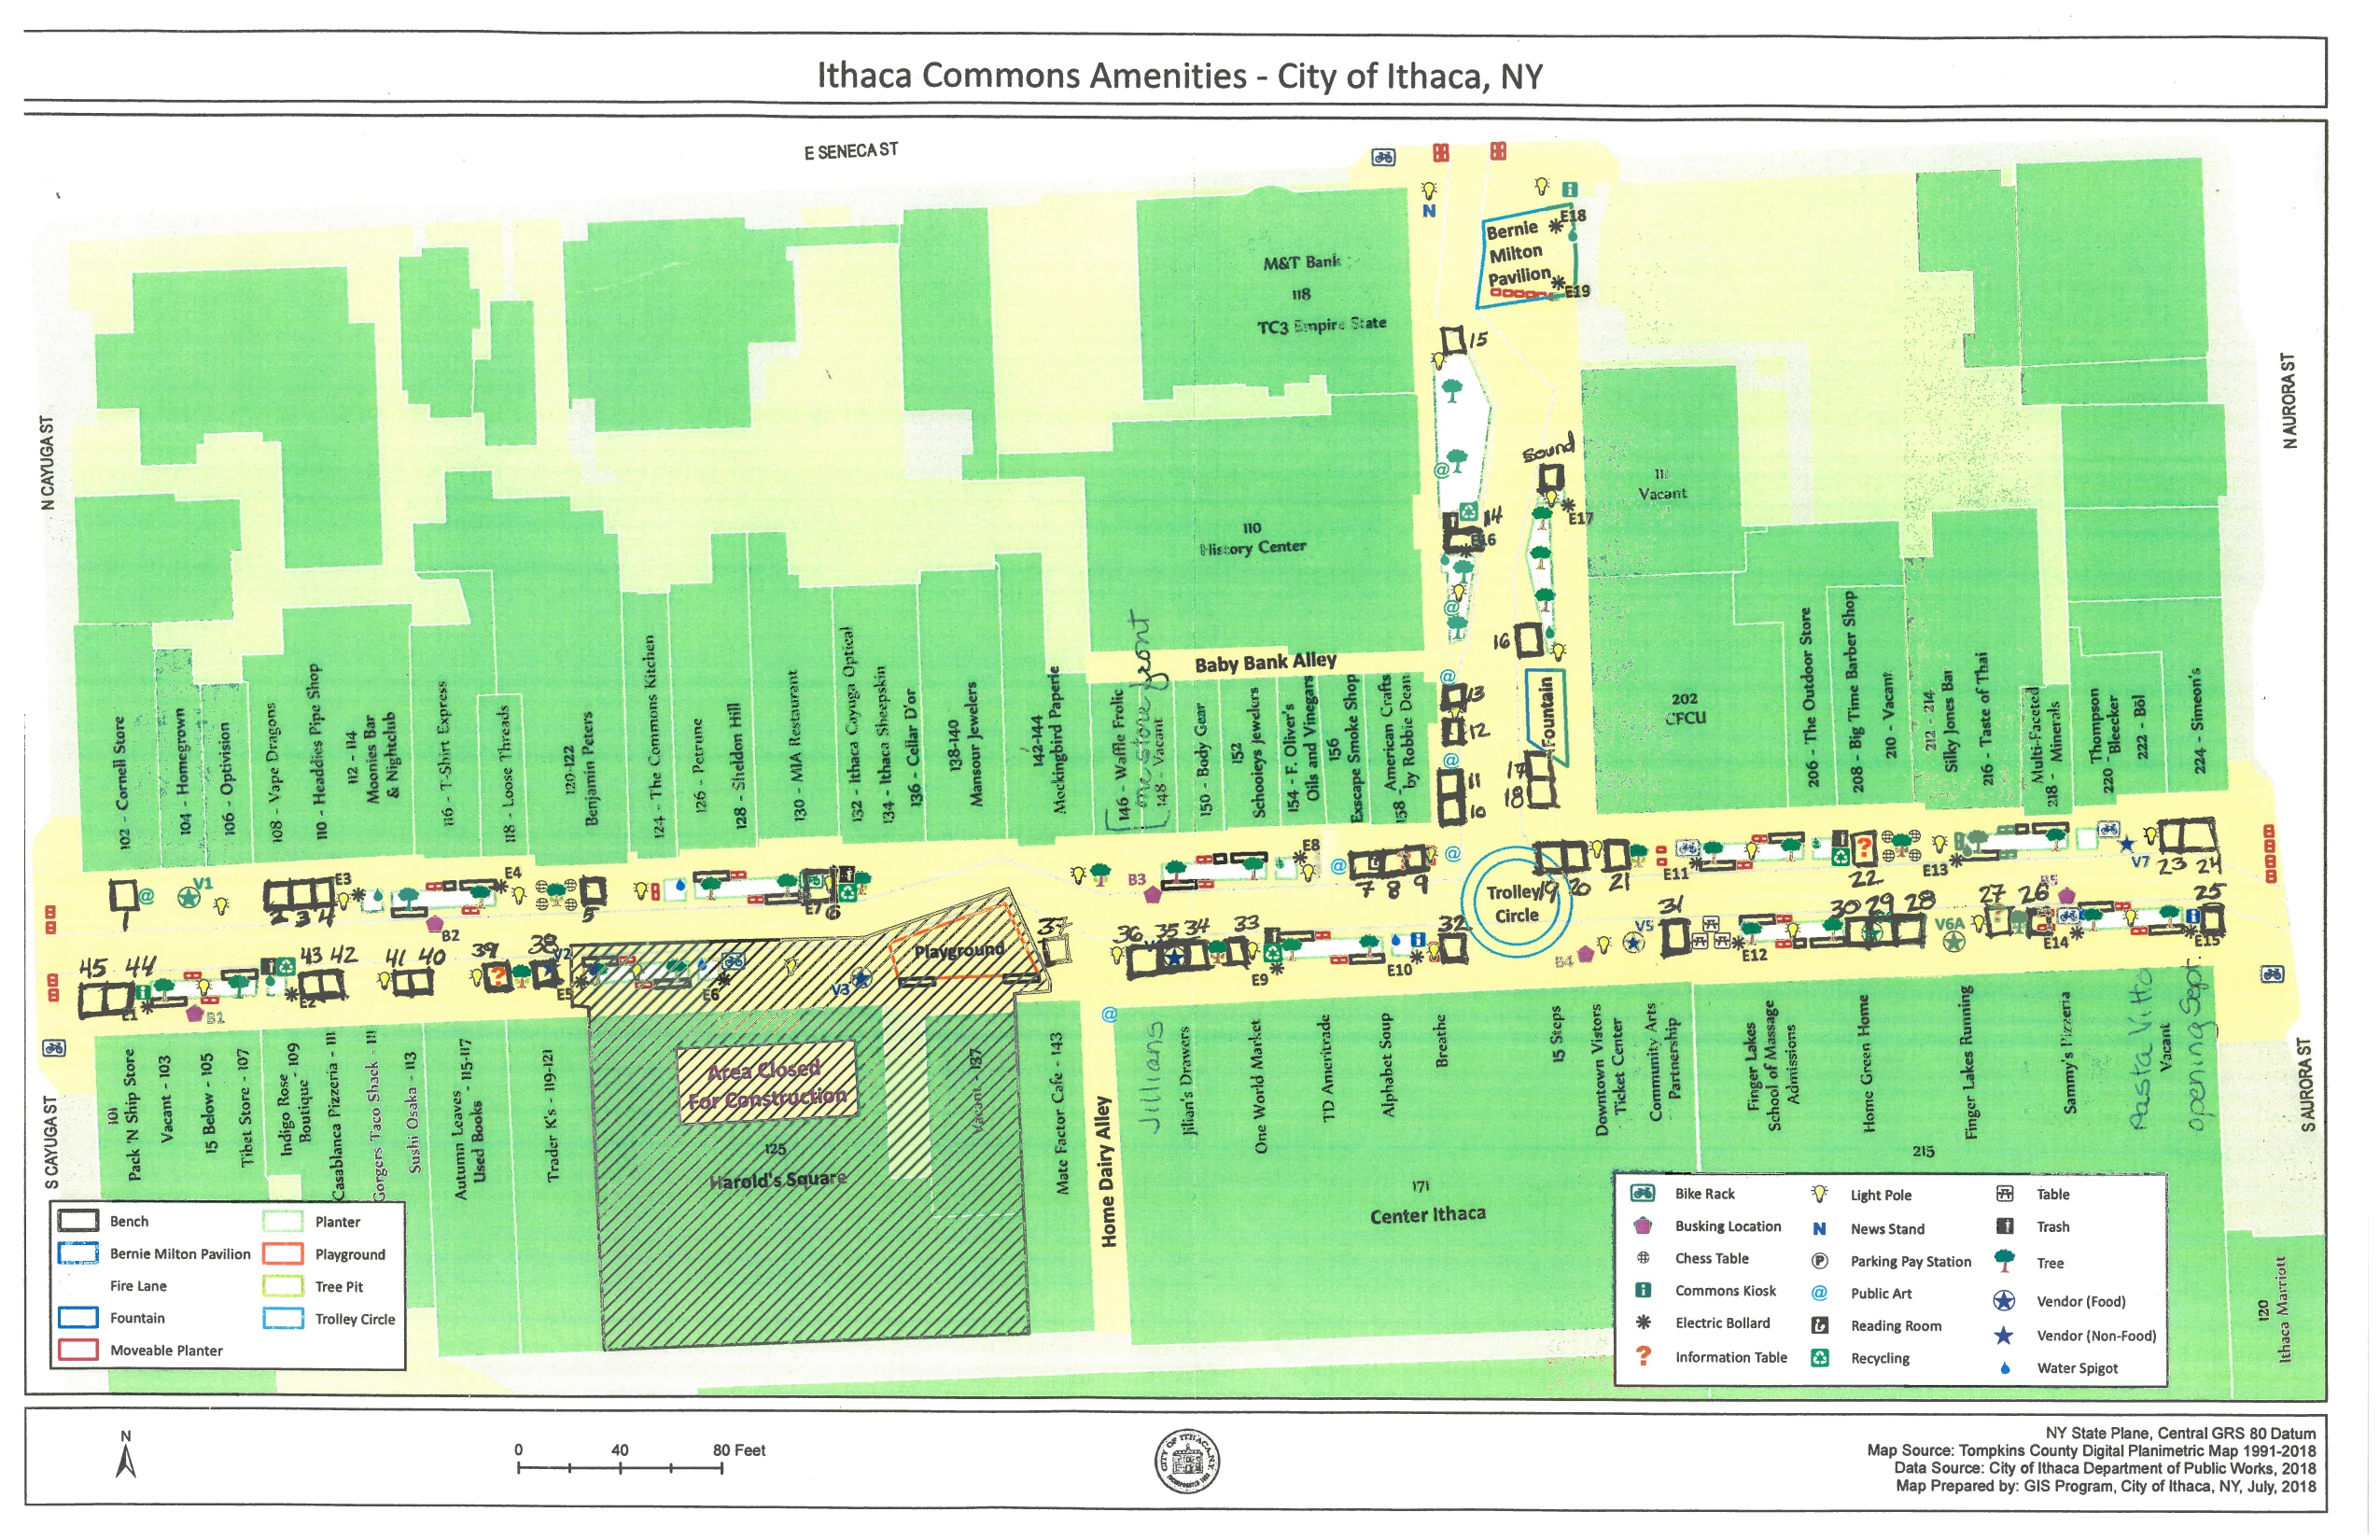 Ithaca Commons Amenities - City of Ithaca, NY
E SENECA ST
N CAYUGA ST
N AURORA ST
S CAYUGA ST
S AURORA ST
N
Bernie
Milton
Pavilion
E18
E19
M&T Bank
118
TC3 Empire State
15
Sound
E17
14
E16
110
History Center
111
Vacant
16
Baby Bank Alley
13
12
11
10
Fountain
17
18
202
CFCU
102 - Cornell Store
104 - Homegrown
106 - Optivision
108 - Vape Dragons
110 - Headdies Pipe Shop
112 - 114
Moonies Bar
& Nightclub
116 - T-Shirt Express
118 - Loose Threads
120-122
Benjamin Peters
124 - The Commons Kitchen
126 - Petrune
128 - Sheldon Hill
130 - MIA Restaurant
132 - Ithaca Cayuga Optical
134 - Ithaca Sheepskin
136 - Cellar D'or
138-140
Mansour Jewelers
142-144
Mockingbird Paperie
146 - Waffle Frolic
one store front
148 - Vacant
150 - Body Gear
152
Schooleys Jewelers
154 - F. Oliver's
Oils and Vinegars
156
Exscape Smoke Shop
158 - American Crafts
by Robbie Dean
206 - The Outdoor Store
208 - Big Time Barber Shop
210 - Vacant
212 - 214
Silky Jones Bar
216 - Taste of Thai
Multi-Faceted
218 - Minerals
Thompson
220 - Bleecker
222 - Böl
224 - Simeon's
1
V1
2 3 4
E3
B2
E4
5
E7 6
B3
E8
7 8 9
Trolley
Circle
19 20 21
E11
22
E13
V7
23 24
45 44
E1
B1
43 42
E2
41 40
39
38
V2
E5
E6
V3
Playground
37
36 35 34 33
E9
E10
32
B4
V5
31
E12
30 29 28
V6A
27 26
B5
E14
25
E15
101
Pack 'N Ship Store
Vacant - 103
15 Below - 105
Tibet Store - 107
Indigo Rose
Boutique - 109
Casablanca Pizzeria - 111
Gorgers Taco Shack - 111
Sushi Osaka - 113
Autumn Leaves - 115-117
Used Books
Trader K's - 119-121
Area Closed
For Construction
125
Harold's Square
Vacant - 137
Mate Factor Cafe - 143
Home Dairy Alley
Jillians
Jillian's Drawers
One World Market
TD Ameritrade
Alphabet Soup
Breathe
171
Center Ithaca
15 Steps
Downtown Vistors
Ticket Center
Community Arts
Partnership
Finger Lakes
School of Massage
Admissions
Home Green Home
Finger Lakes Running
Sammy's Pizzeria
Pasta Vitto
Vacant
opening Sept.
215
120
Ithaca Marriott
Bench
Bernie Milton Pavilion
Fire Lane
Fountain
Moveable Planter
Planter
Playground
Tree Pit
Trolley Circle
Bike Rack
Busking Location
Chess Table
Commons Kiosk
Electric Bollard
Information Table
Light Pole
N News Stand
P Parking Pay Station
@ Public Art
Reading Room
Recycling
Table
Trash
Tree
Vendor (Food)
Vendor (Non-Food)
Water Spigot
N
0 40 80 Feet
CITY OF ITHACA, N.Y.
NY State Plane, Central GRS 80 Datum
Map Source: Tompkins County Digital Planimetric Map 1991-2018
Data Source: City of Ithaca Department of Public Works, 2018
Map Prepared by: GIS Program, City of Ithaca, NY, July, 2018